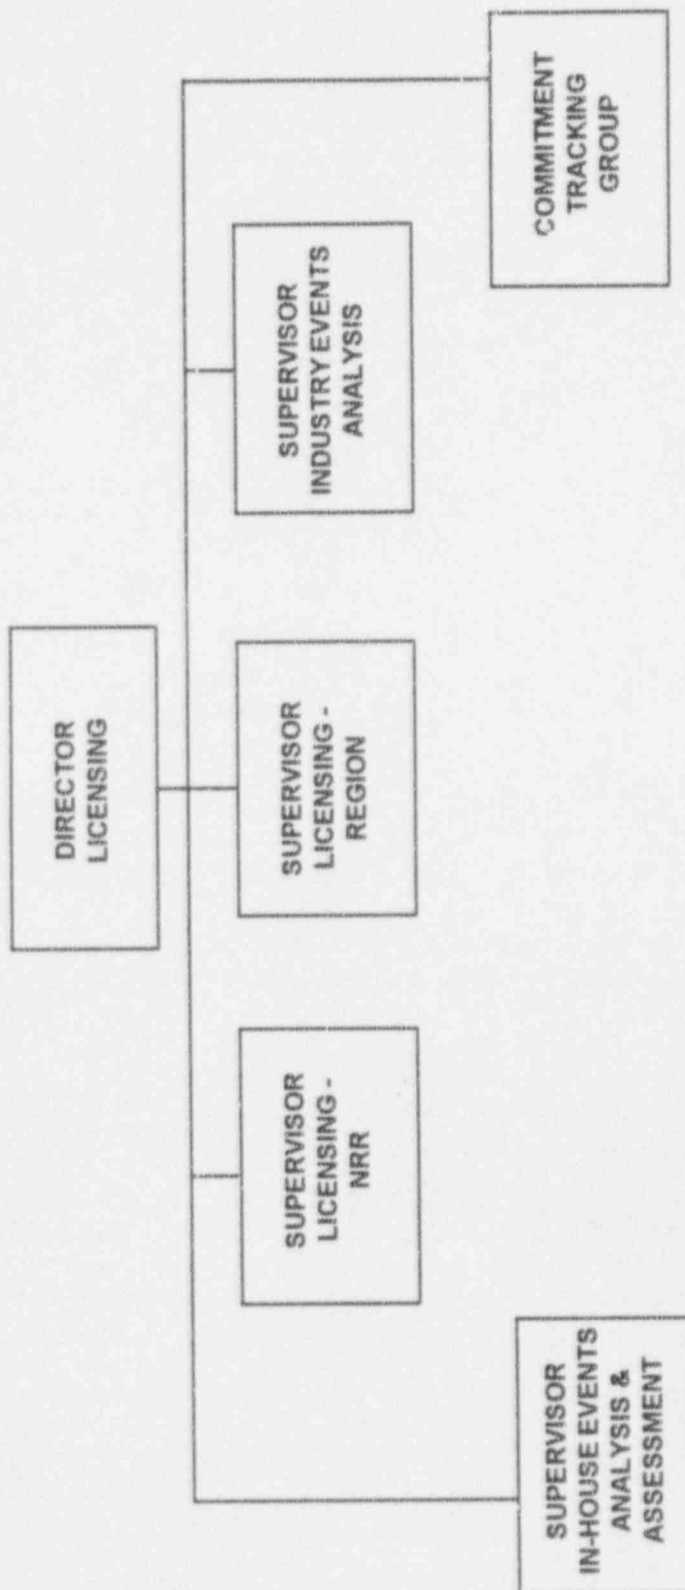 DIRECTOR
LICENSING
SUPERVISOR
IN-HOUSE EVENTS
ANALYSIS &
ASSESSMENT
SUPERVISOR
LICENSING -
NRR
SUPERVISOR
LICENSING -
REGION
SUPERVISOR
INDUSTRY EVENTS
ANALYSIS
COMMITMENT
TRACKING
GROUP